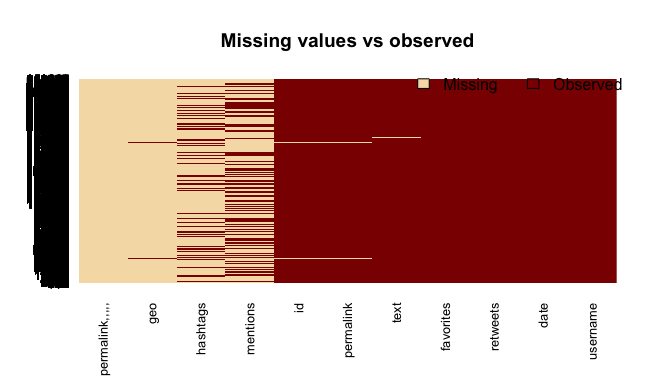 Missing values vs observed
Missing
Observed
permalink,,,,,
geo
hashtags
mentions
id
permalink
text
favorites
retweets
date
username